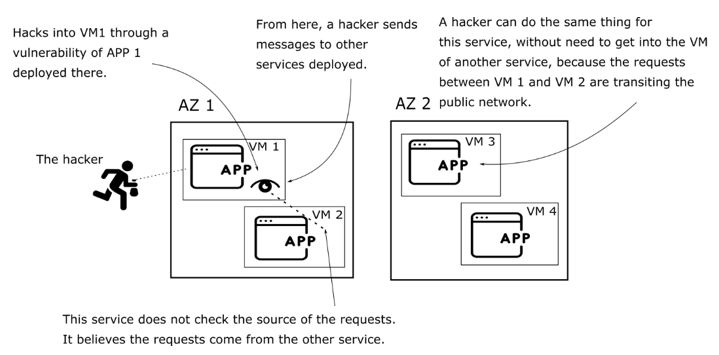 Hacks into VM1 through a
vulnerability of APP 1
deployed there.
From here, a hacker sends
messages to other
services deployed.
A hacker can do the same thing for
this service, without need to get into the VM
of another service, because the requests
between VM 1 and VM 2 are transiting the
public network.
AZ 1
AZ 2
The hacker
VM 1
APP
VM 2
APP
VM 3
APP
VM 4
APP
This service does not check the source of the requests.
It believes the requests come from the other service.